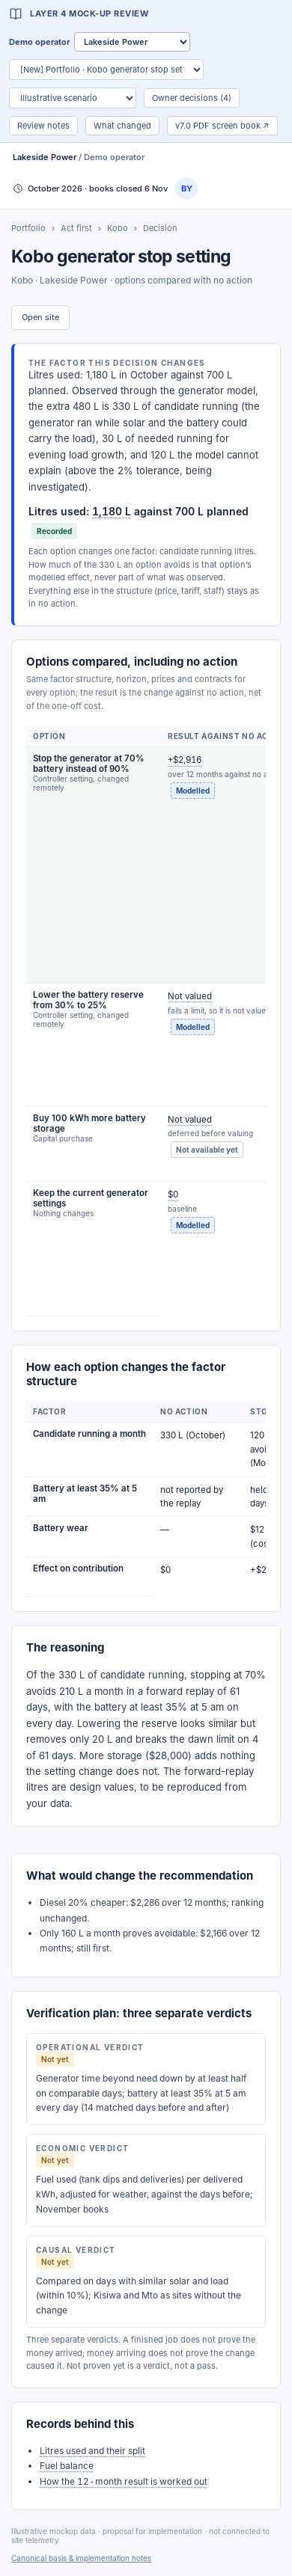 LAYER 4 MOCK-UP REVIEW
Demo operator Lakeside Power
[New] Portfolio · Kobo generator stop set
Illustrative scenario Owner decisions (4)
Review notes What changed v7.0 PDF screen book ↗
Lakeside Power / Demo operator
October 2026 · books closed 6 Nov BY
Portfolio › Act first › Kobo › Decision
Kobo generator stop setting
Kobo · Lakeside Power · options compared with no action
Open site
THE FACTOR THIS DECISION CHANGES
Litres used: 1,180 L in October against 700 L
planned. Observed through the generator model,
the extra 480 L is 330 L of candidate running (the
generator ran while solar and the battery could
carry the load), 30 L of needed running for
evening load growth, and 120 L the model cannot
explain (above the 2% tolerance, being
investigated).
Litres used: 1,180 L against 700 L planned
Recorded
Each option changes one factor: candidate running litres.
How much of the 330 L an option avoids is that option's
modelled effect, never part of what was observed.
Everything else in the structure (price, tariff, staff) stays as
in no action.
Options compared, including no action
Same factor structure, horizon, prices and contracts for
every option; the result is the change against no action, net
of the one-off cost.
OPTION RESULT AGAINST NO AC
Stop the generator at 70% +$2,916
battery instead of 90% over 12 months against no a
Controller setting, changed Modelled
remotely
Lower the battery reserve Not valued
from 30% to 25% fails a limit, so it is not value
Controller setting, changed Modelled
remotely
Buy 100 kWh more battery Not valued
storage deferred before valuing
Capital purchase Not available yet
Keep the current generator $0
settings baseline
Nothing changes Modelled
How each option changes the factor
structure
FACTOR NO ACTION STO
Candidate running a month 330 L (October) 120
avoi
(Mo
Battery at least 35% at 5 not reported by held
am the replay days
Battery wear — $12
(cos
Effect on contribution $0 +$2
The reasoning
Of the 330 L of candidate running, stopping at 70%
avoids 210 L a month in a forward replay of 61
days, with the battery at least 35% at 5 am on
every day. Lowering the reserve looks similar but
removes only 20 L and breaks the dawn limit on 4
of 61 days. More storage ($28,000) adds nothing
the setting change does not. The forward-replay
litres are design values, to be reproduced from
your data.
What would change the recommendation
• Diesel 20% cheaper: $2,286 over 12 months; ranking
unchanged.
• Only 160 L a month proves avoidable: $2,166 over 12
months; still first.
Verification plan: three separate verdicts
OPERATIONAL VERDICT
Not yet
Generator time beyond need down by at least half
on comparable days; battery at least 35% at 5 am
every day (14 matched days before and after)
ECONOMIC VERDICT
Not yet
Fuel used (tank dips and deliveries) per delivered
kWh, adjusted for weather, against the days before;
November books
CAUSAL VERDICT
Not yet
Compared on days with similar solar and load
(within 10%); Kisiwa and Mto as sites without the
change
Three separate verdicts. A finished job does not prove the
money arrived; money arriving does not prove the change
caused it. Not proven yet is a verdict, not a pass.
Records behind this
• Litres used and their split
• Fuel balance
• How the 12-month result is worked out
Illustrative mockup data · proposal for implementation · not connected to
site telemetry
Canonical basis & implementation notes